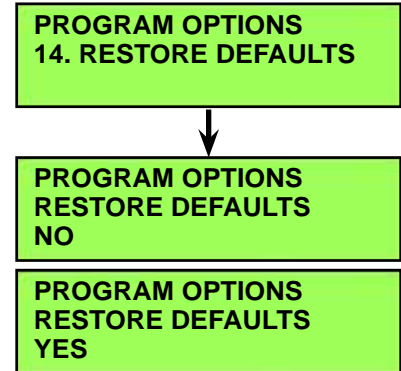 PROGRAM OPTIONS
14. RESTORE DEFAULTS
PROGRAM OPTIONS
RESTORE DEFAULTS
NO
PROGRAM OPTIONS
RESTORE DEFAULTS
YES